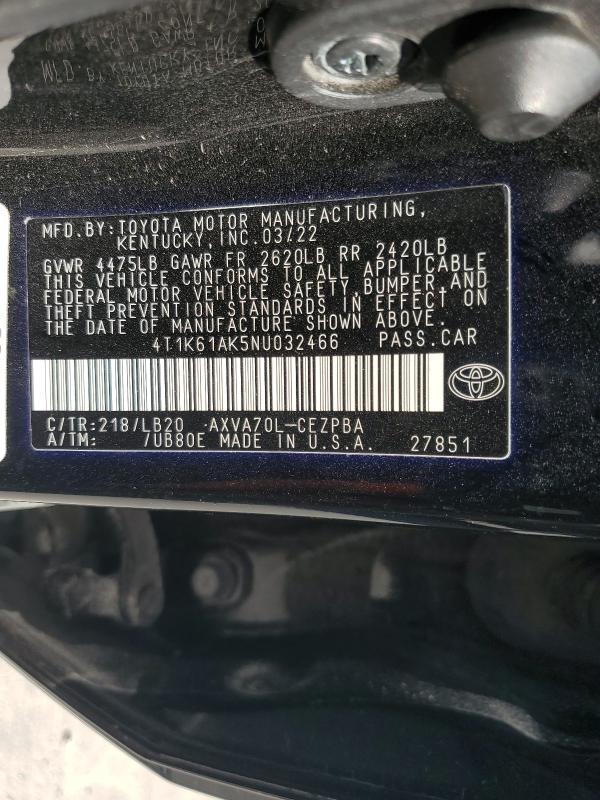 MFD. BY: TOYOTA MOTOR MANUFACTURING,
KENTUCKY, INC. 03/22
GVWR 4475LB GAWR FR 2620LB RR 2420LB
THIS VEHICLE CONFORMS TO ALL APPLICABLE
FEDERAL MOTOR VEHICLE SAFETY, BUMPER, AND
THEFT PREVENTION STANDARDS IN EFFECT ON
THE DATE OF MANUFACTURE SHOWN ABOVE.
4T1K61AK5NU032466 PASS. CAR
C/TR: 218/LB20 AXVA70L-CEZPBA
A/TM: /UB80E MADE IN U.S.A. 27851